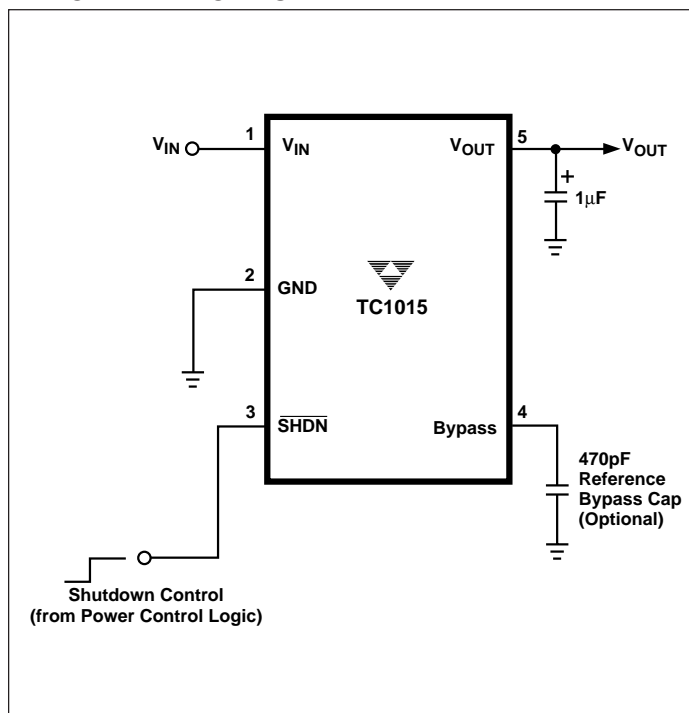 V_IN 1 V_IN V_OUT 5 V_OUT
+
1µF
2 GND
TC1015
3 SHDN Bypass 4
470pF
Reference
Bypass Cap
(Optional)
Shutdown Control
(from Power Control Logic)